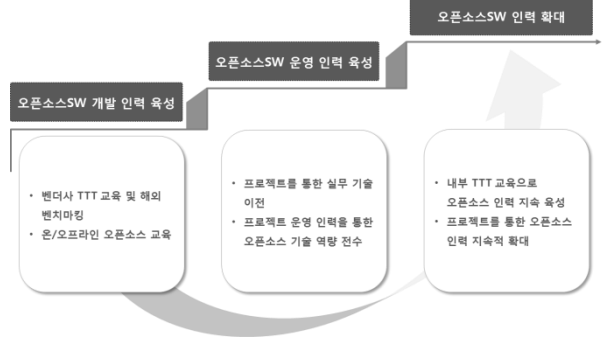 오픈소스SW 인력 확대
오픈소스SW 운영 인력 육성
오픈소스SW 개발 인력 육성
• 벤더사 TTT 교육 및 해외
벤치마킹
• 온/오프라인 오픈소스 교육
• 프로젝트를 통한 실무 기술
이전
• 프로젝트 운영 인력을 통한
오픈소스 기술 역량 전수
• 내부 TTT 교육으로
오픈소스 인력 지속 육성
• 프로젝트를 통한 오픈소스
인력 지속적 확대